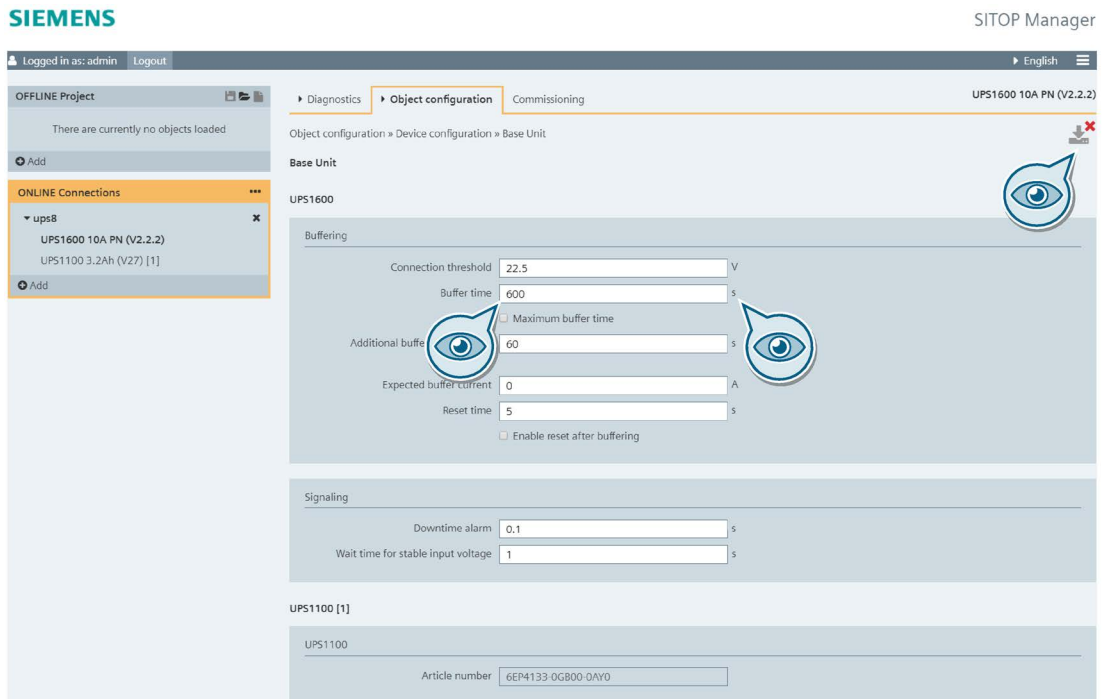 SIEMENS
SITOP Manager
Logged in as: admin Logout
English
OFFLINE Project
There are currently no objects loaded
Add
ONLINE Connections
ups8
UPS1600 10A PN (V2.2.2)
UPS1100 3.2Ah (V27) [1]
Add
Diagnostics Object configuration Commissioning
UPS1600 10A PN (V2.2.2)
Object configuration » Device configuration » Base Unit
Base Unit
UPS1600
Buffering
Connection threshold 22.5 V
Buffer time 600 s
Maximum buffer time
Additional 60 s
Expected buffer current 0 A
Reset time 5 s
Enable reset after buffering
Signaling
Downtime alarm 0.1 s
Wait time for stable input voltage 1 s
UPS1100 [1]
UPS1100
Article number 6EP4133-0GB00-0AY0